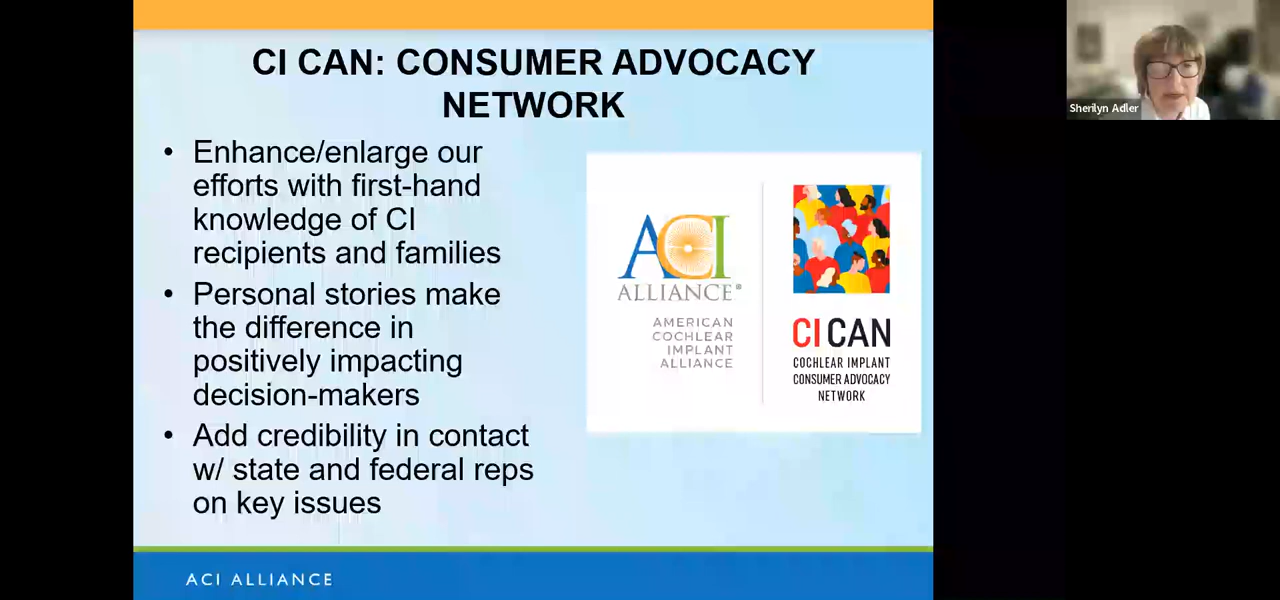 CI CAN: CONSUMER ADVOCACY
NETWORK
• Enhance/enlarge our
efforts with first-hand
knowledge of CI
recipients and families
• Personal stories make
the difference in
positively impacting
decision-makers
• Add credibility in contact
w/ state and federal reps
on key issues
ACI
ALLIANCE®
AMERICAN
COCHLEAR
IMPLANT
ALLIANCE
CI CAN
COCHLEAR IMPLANT
CONSUMER ADVOCACY
NETWORK
ACI ALLIANCE
Sherilyn Adler